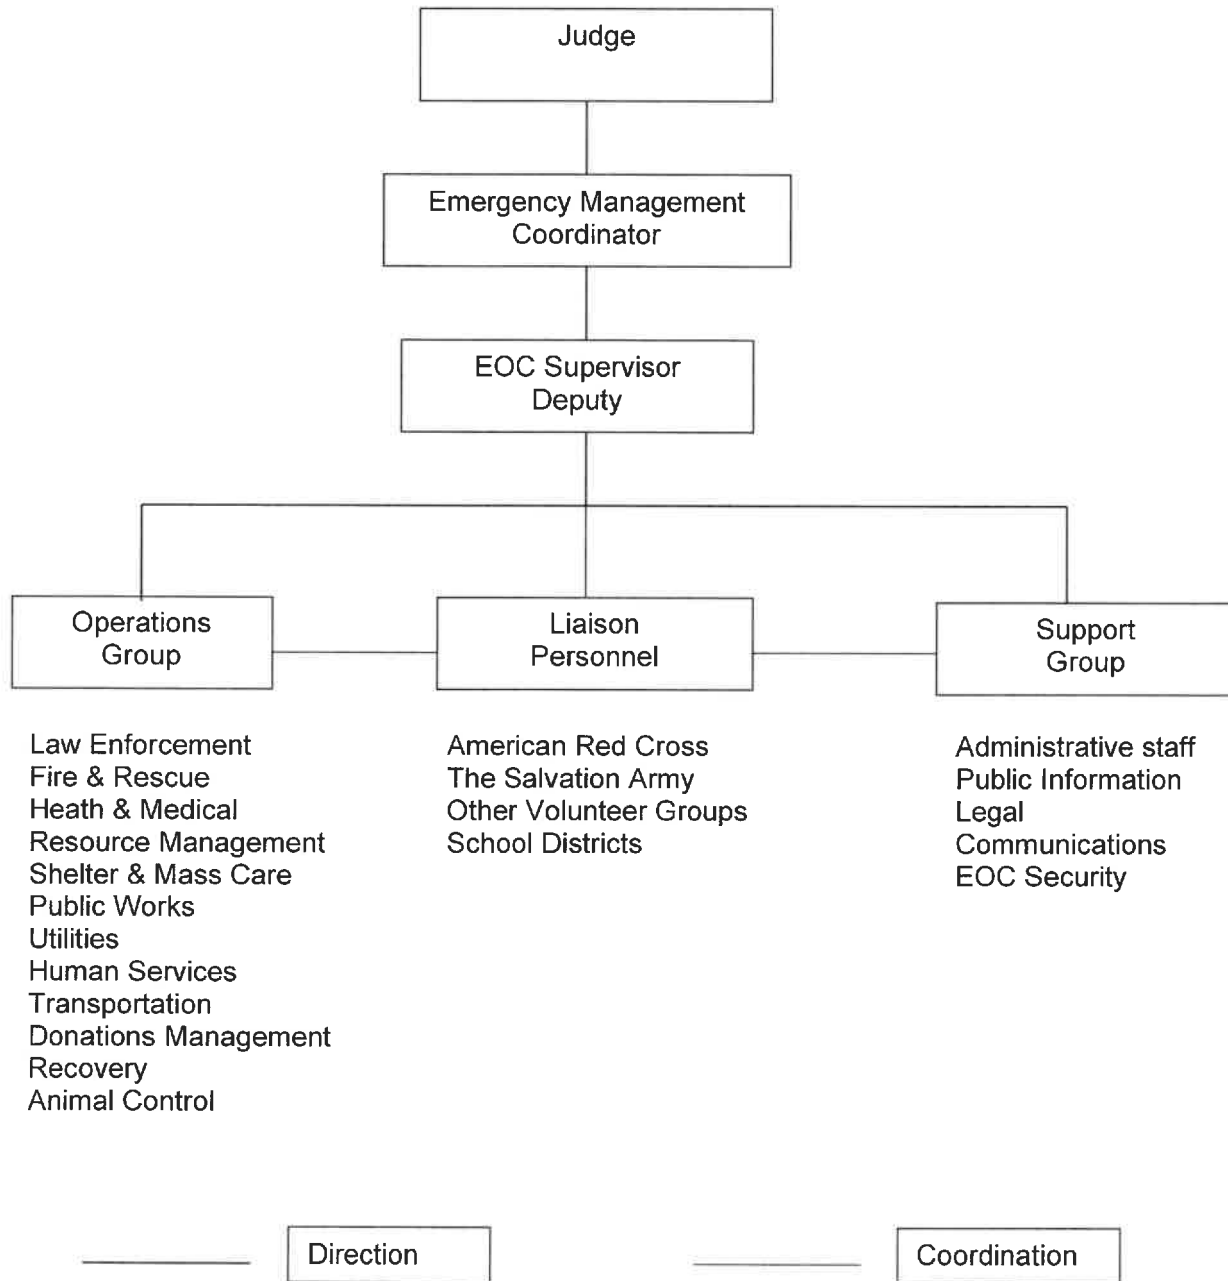 Judge
Emergency Management
Coordinator
EOC Supervisor
Deputy
Operations
Group
Liaison
Personnel
Support
Group
Law Enforcement
Fire & Rescue
Heath & Medical
Resource Management
Shelter & Mass Care
Public Works
Utilities
Human Services
Transportation
Donations Management
Recovery
Animal Control
American Red Cross
The Salvation Army
Other Volunteer Groups
School Districts
Administrative staff
Public Information
Legal
Communications
EOC Security
Direction
Coordination